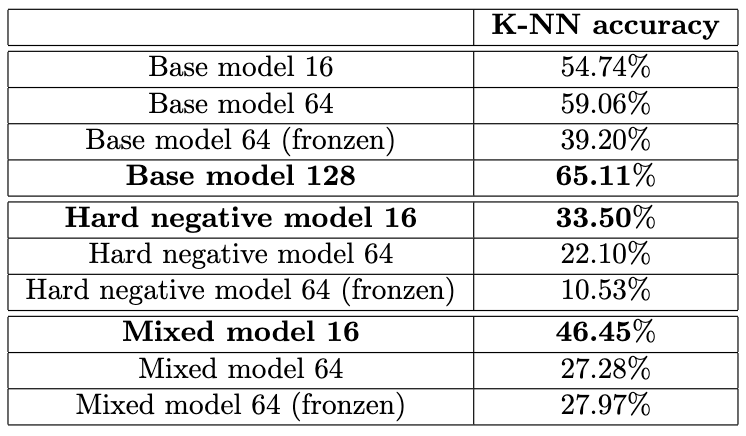 K-NN accuracy
Base model 16 54.74%
Base model 64 59.06%
Base model 64 (fronzen) 39.20%
Base model 128 65.11%
Hard negative model 16 33.50%
Hard negative model 64 22.10%
Hard negative model 64 (fronzen) 10.53%
Mixed model 16 46.45%
Mixed model 64 27.28%
Mixed model 64 (fronzen) 27.97%